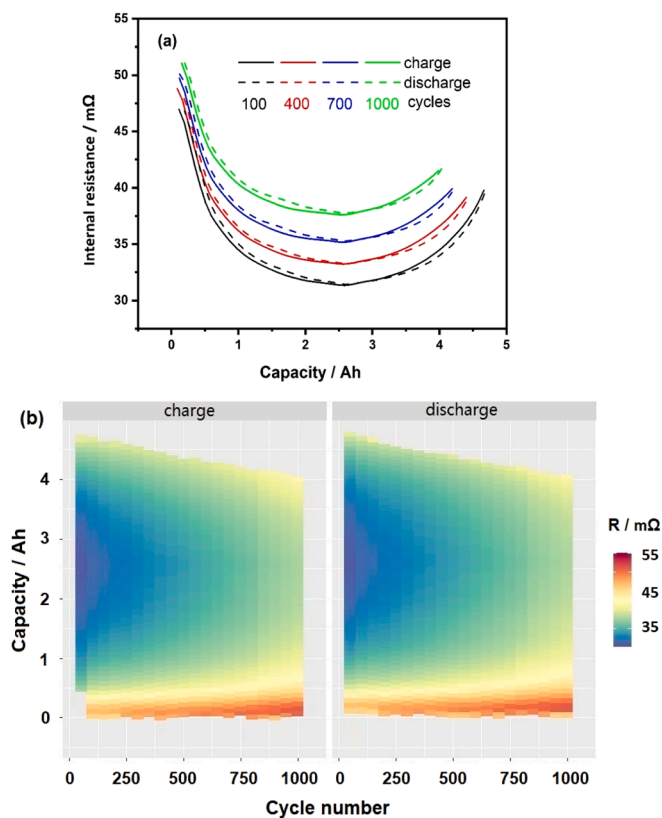 55
(a)
50
45
40
35
30
Internal resistance / mΩ
charge
discharge
100 400 700 1000 cycles
0 1 2 3 4 5
Capacity / Ah
(b)
charge discharge
4
3
2
1
0
Capacity / Ah
R / mΩ
55
45
35
0 250 500 750 1000 0 250 500 750 1000
Cycle number